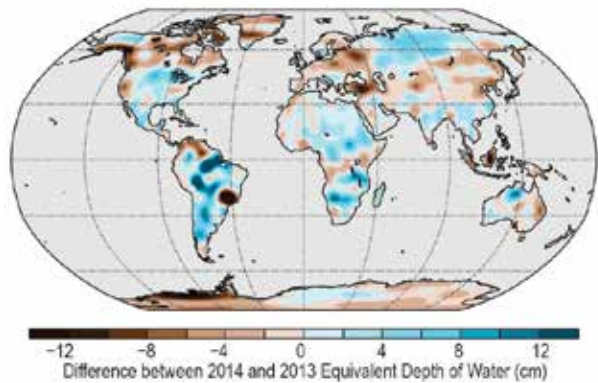 −12 −8 −4 0 4 8 12
Difference between 2014 and 2013 Equivalent Depth of Water (cm)